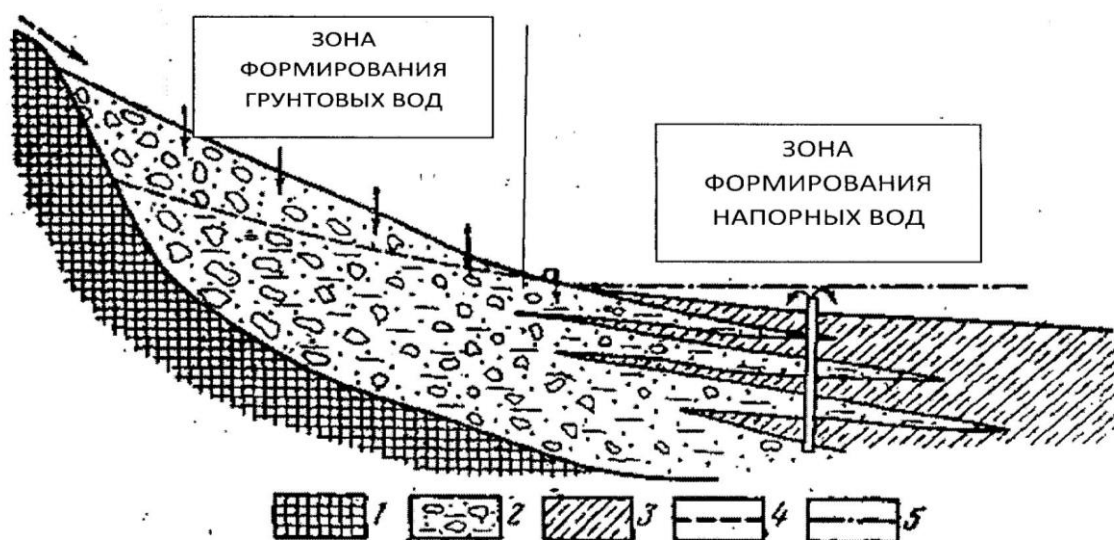 ЗОНА
ФОРМИРОВАНИЯ
ГРУНТОВЫХ ВОД
ЗОНА
ФОРМИРОВАНИЯ
НАПОРНЫХ ВОД
1 2 3 4 5